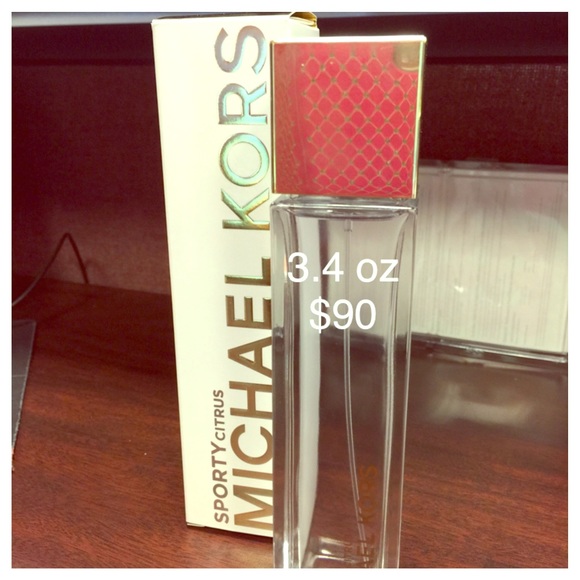 SPORTY CITRUS
MICHAEL KORS
3.4 oz
$90